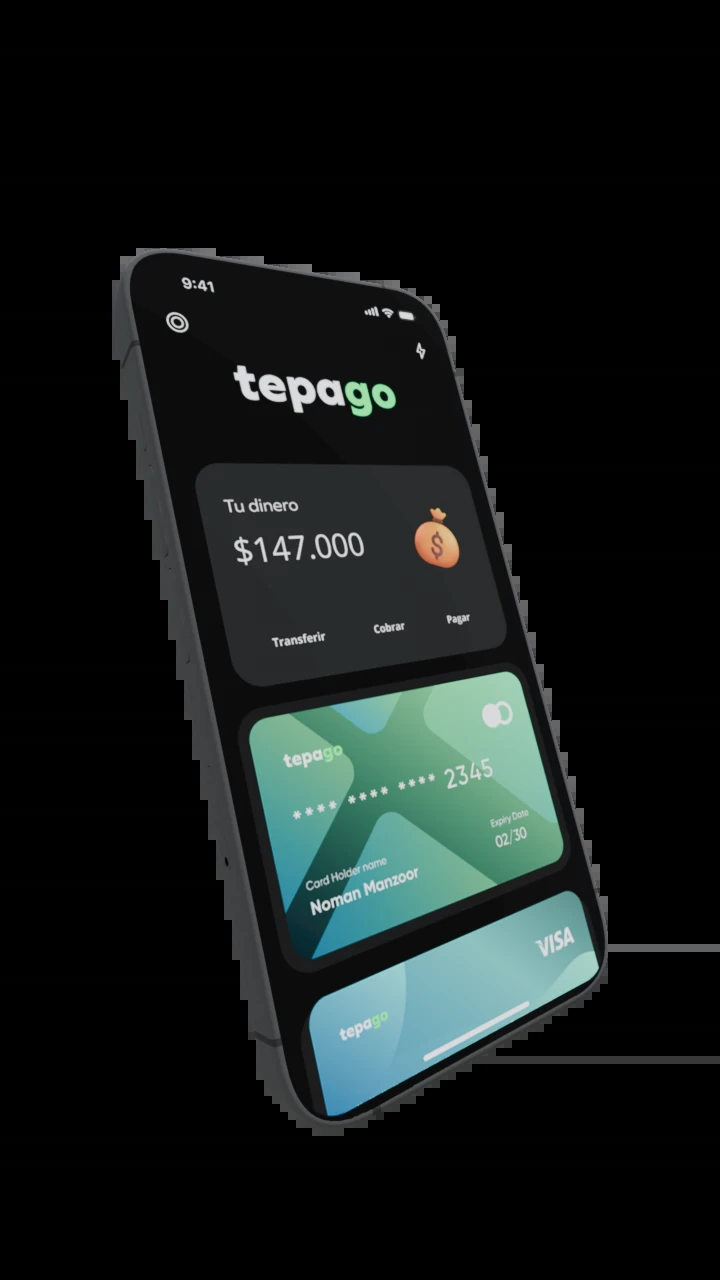 9:41
tepago
Tu dinero
$147.000
Transferir Cobrar Pagar
tepago
**** **** **** 2345
Expiry Date
02/30
Card Holder name
Noman Manzoor
VISA
tepago